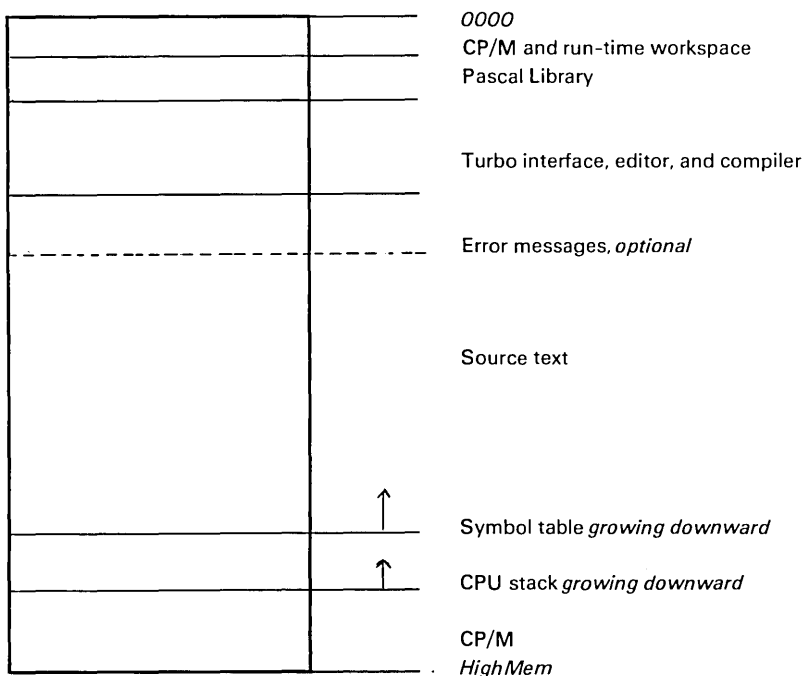 0000
CP/M and run-time workspace
Pascal Library
Turbo interface, editor, and compiler
Error messages, optional
Source text
Symbol table growing downward
CPU stack growing downward
CP/M
HighMem